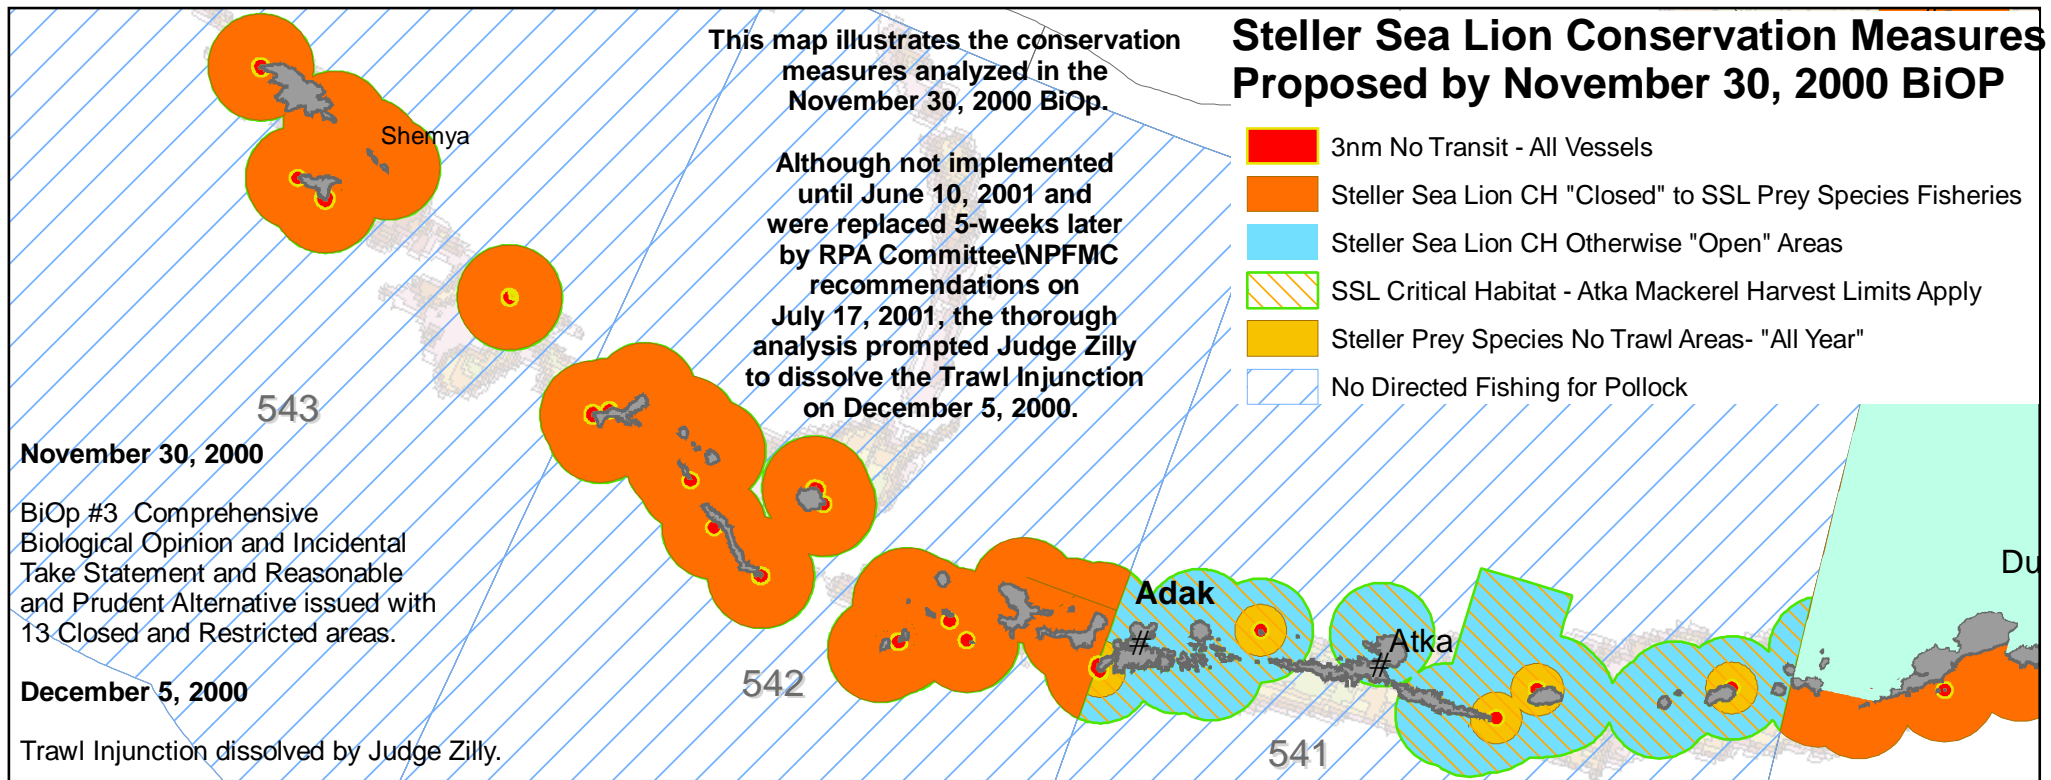 Steller Sea Lion Conservation Measures
Proposed by November 30, 2000 BiOP
3nm No Transit - All Vessels
Steller Sea Lion CH "Closed" to SSL Prey Species Fisheries
Steller Sea Lion CH Otherwise "Open" Areas
SSL Critical Habitat - Atka Mackerel Harvest Limits Apply
Steller Prey Species No Trawl Areas- "All Year"
No Directed Fishing for Pollock
This map illustrates the conservation
measures analyzed in the
November 30, 2000 BiOp.
Although not implemented
until June 10, 2001 and
were replaced 5-weeks later
by RPA Committee\NPFMC
recommendations on
July 17, 2001, the thorough
analysis prompted Judge Zilly
to dissolve the Trawl Injunction
on December 5, 2000.
Shemya
543
November 30, 2000
BiOp #3 Comprehensive
Biological Opinion and Incidental
Take Statement and Reasonable
and Prudent Alternative issued with
13 Closed and Restricted areas.
December 5, 2000
Trawl Injunction dissolved by Judge Zilly.
542
Adak
#
Atka
#
541
Du